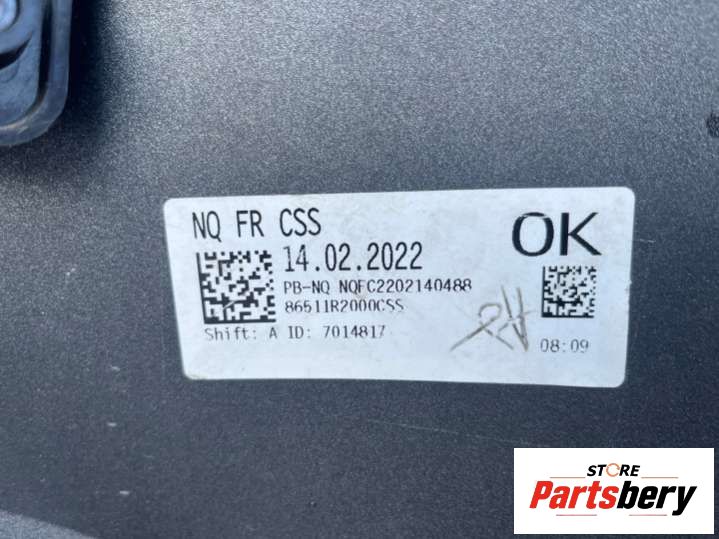 NQ FR CSS
OK
14.02.2022
PB-NQ NQFC2202140488
86511R2000CSS
Shift: A ID: 7014817
08:09
STORE
Partsbery